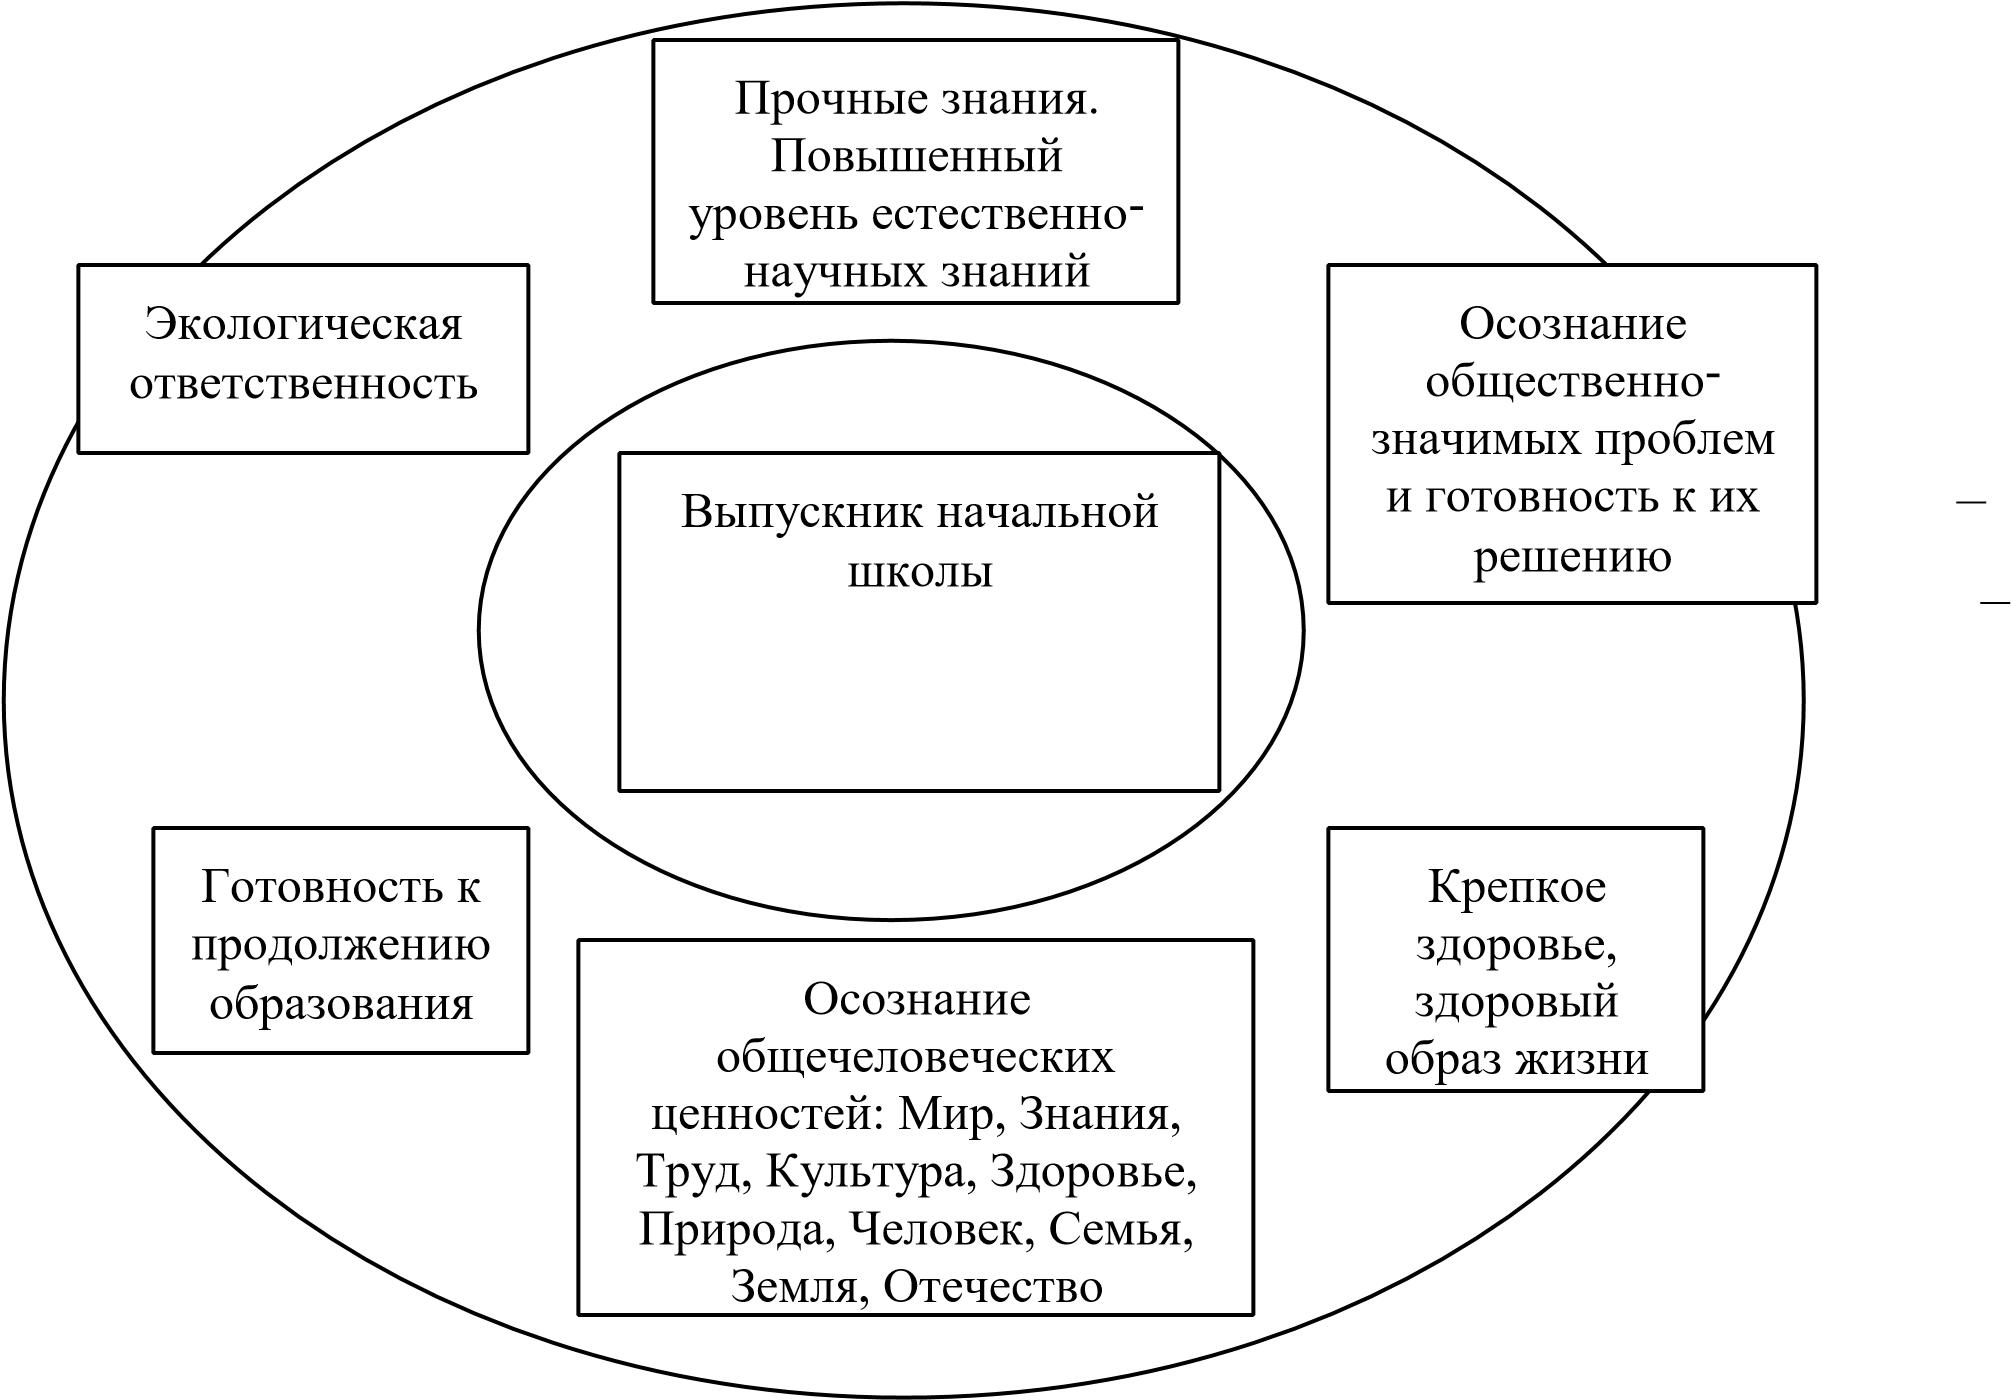 Прочные знания.
Повышенный
уровень естественно-
научных знаний
Экологическая
ответственность
Осознание
общественно-
значимых проблем
и готовность к их
решению
Выпускник начальной
школы
Готовность к
продолжению
образования
Осознание
общечеловеческих
ценностей: Мир, Знания,
Труд, Культура, Здоровье,
Природа, Человек, Семья,
Земля, Отечество
Крепкое
здоровье,
здоровый
образ жизни
–
–